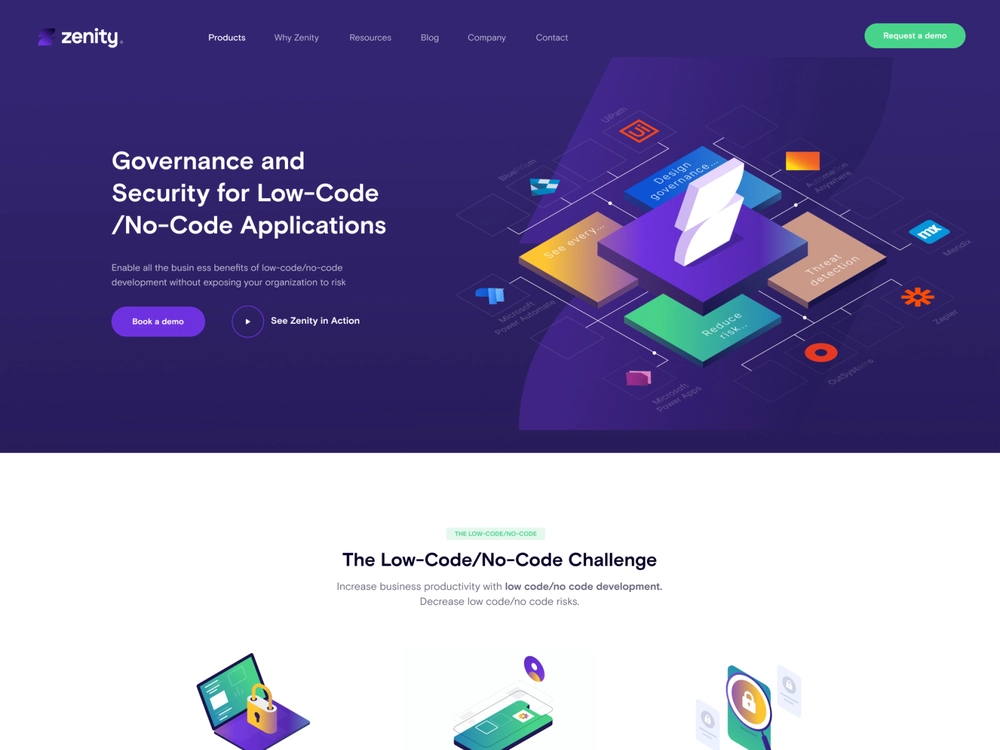 zenity
Products
Why Zenity
Resources
Blog
Company
Contact
Request a demo
Governance and
Security for Low-Code
/No-Code Applications
Enable all the busin ess benefits of low-code/no-code
development without exposing your organization to risk
Book a demo
See Zenity in Action
UiPath
Ui
Design
governance...
Automation
Anywhere
See every...
Threat
detection
mx
Mendix
Microsoft
Power Automate
Reduce
risk...
Zapier
OutSystems
Microsoft
Power Apps
THE LOW-CODE/NO-CODE
The Low-Code/No-Code Challenge
Increase business productivity with low code/no code development.
Decrease low code/no code risks.